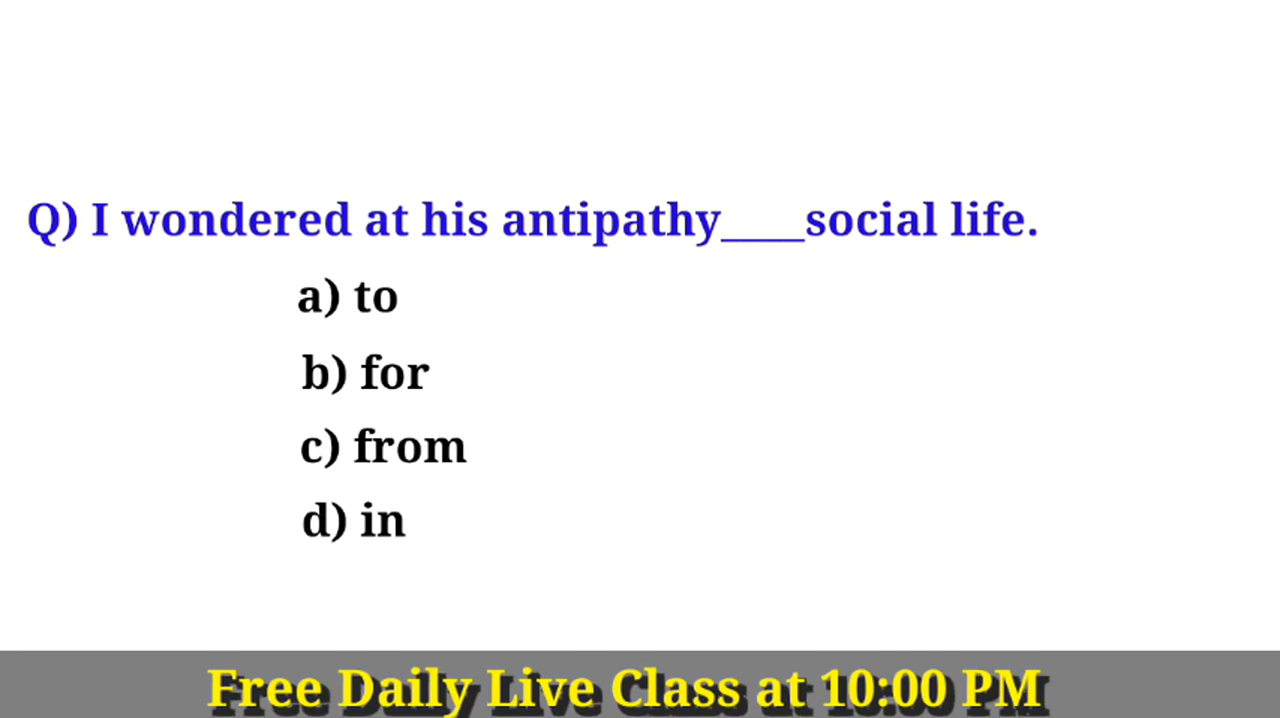 Q) I wondered at his antipathy____social life.
a) to
b) for
c) from
d) in
Free Daily Live Class at 10:00 PM